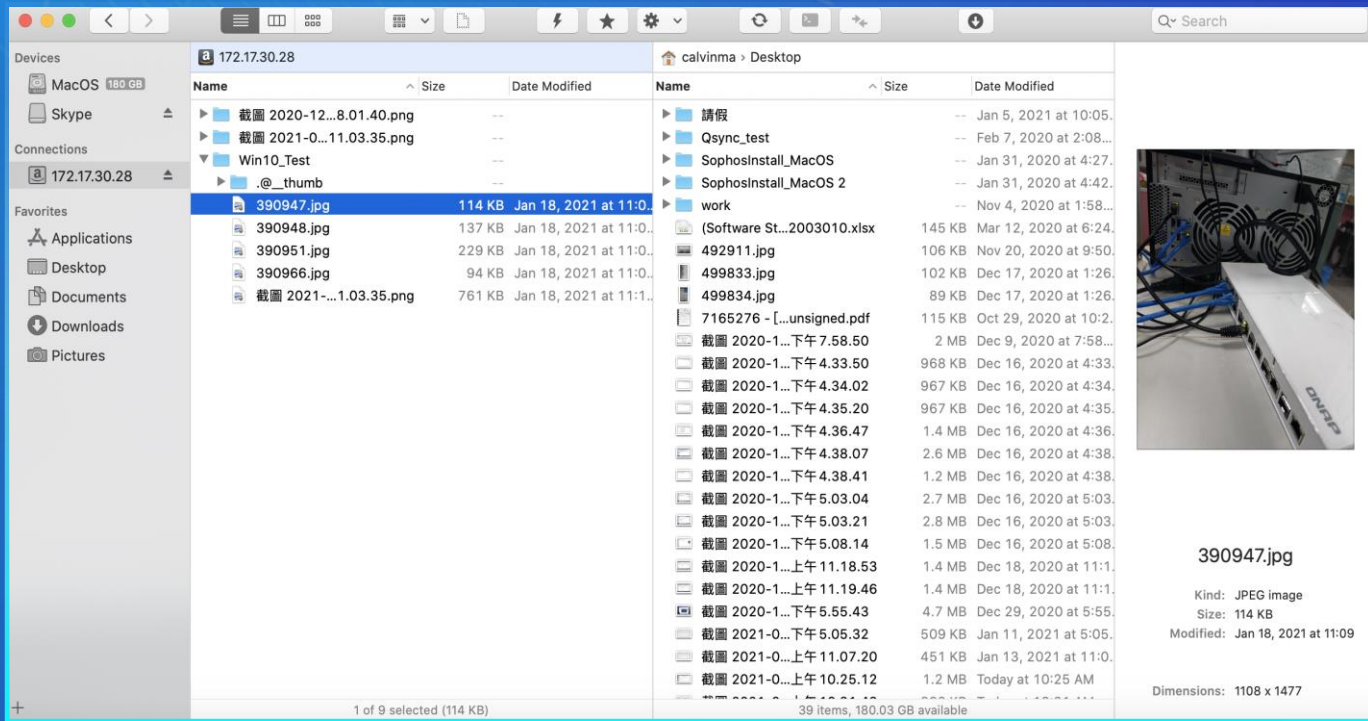 Search
Devices
MacOS 180 GB
Skype
Connections
172.17.30.28
Favorites
Applications
Desktop
Documents
Downloads
Pictures
172.17.30.28
Name Size Date Modified
截圖 2020-12...8.01.40.png --
截圖 2021-0...11.03.35.png --
Win10_Test --
.@__thumb --
390947.jpg 114 KB Jan 18, 2021 at 11:0...
390948.jpg 137 KB Jan 18, 2021 at 11:0...
390951.jpg 229 KB Jan 18, 2021 at 11:0...
390966.jpg 94 KB Jan 18, 2021 at 11:0...
截圖 2021-...1.03.35.png 761 KB Jan 18, 2021 at 11:1...
1 of 9 selected (114 KB)
calvinma › Desktop
Name Size Date Modified
請假 -- Jan 5, 2021 at 10:05.
Qsync_test -- Feb 7, 2020 at 2:08...
SophosInstall_MacOS -- Jan 31, 2020 at 4:27.
SophosInstall_MacOS 2 -- Jan 31, 2020 at 4:42.
work -- Nov 4, 2020 at 1:58...
(Software St...2003010.xlsx 145 KB Mar 12, 2020 at 6:24.
492911.jpg 106 KB Nov 20, 2020 at 9:50.
499833.jpg 102 KB Dec 17, 2020 at 1:26.
499834.jpg 89 KB Dec 17, 2020 at 1:26.
7165276 - [...unsigned.pdf 115 KB Oct 29, 2020 at 10:2.
截圖 2020-1...下午7.58.50 2 MB Dec 9, 2020 at 7:58...
截圖 2020-1...下午4.33.50 968 KB Dec 16, 2020 at 4:33.
截圖 2020-1...下午4.34.02 967 KB Dec 16, 2020 at 4:34.
截圖 2020-1...下午4.35.20 967 KB Dec 16, 2020 at 4:35.
截圖 2020-1...下午4.36.47 1.4 MB Dec 16, 2020 at 4:36.
截圖 2020-1...下午4.38.07 2.6 MB Dec 16, 2020 at 4:38.
截圖 2020-1...下午4.38.41 1.2 MB Dec 16, 2020 at 4:38.
截圖 2020-1...下午5.03.04 2.7 MB Dec 16, 2020 at 5:03.
截圖 2020-1...下午5.03.21 2.8 MB Dec 16, 2020 at 5:03.
截圖 2020-1...下午5.08.14 1.5 MB Dec 16, 2020 at 5:08.
截圖 2020-1...上午11.18.53 1.4 MB Dec 18, 2020 at 11:1.
截圖 2020-1...上午11.19.46 1.4 MB Dec 18, 2020 at 11:1.
截圖 2020-1...下午5.55.43 4.7 MB Dec 29, 2020 at 5:55.
截圖 2021-0...下午5.05.32 509 KB Jan 11, 2021 at 5:05.
截圖 2021-0...上午11.07.20 451 KB Jan 13, 2021 at 11:0.
截圖 2021-0...上午10.25.12 1.2 MB Today at 10:25 AM
39 items, 180.03 GB available
QNAP
390947.jpg
Kind: JPEG image
Size: 114 KB
Modified: Jan 18, 2021 at 11:09
Dimensions: 1108 x 1477